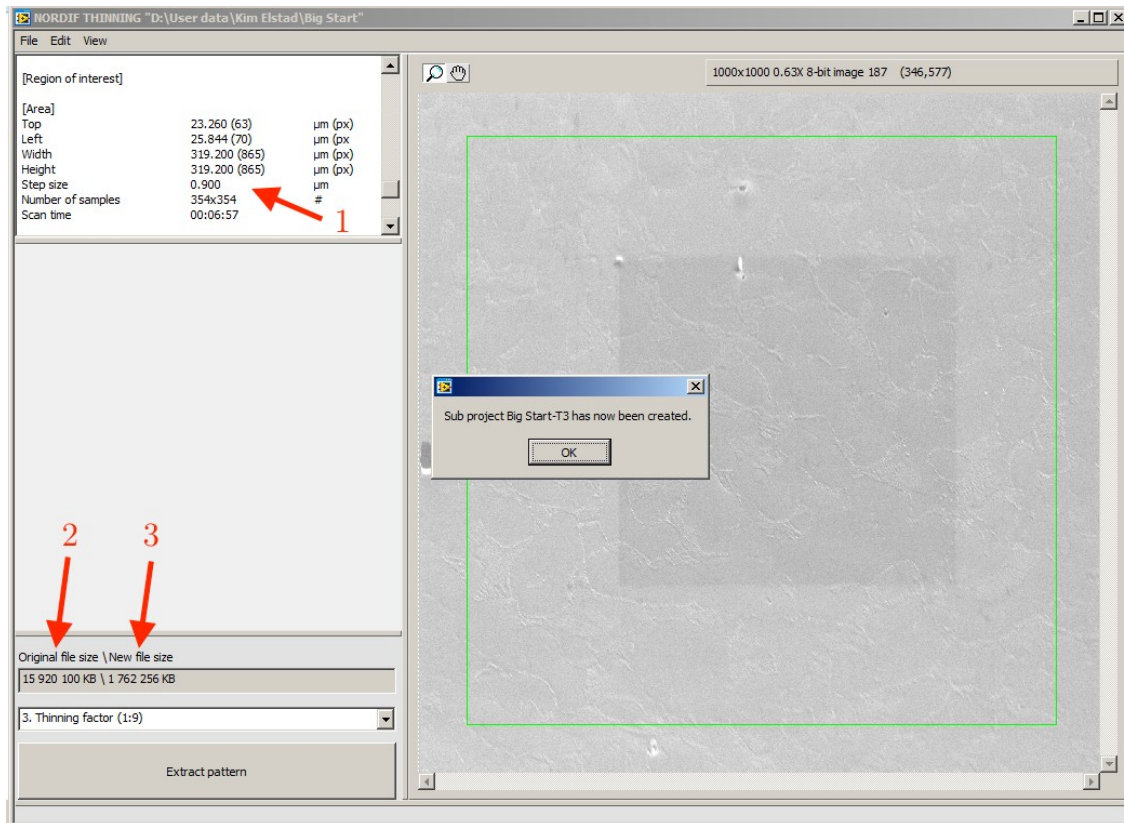 NORDIF THINNING "D:\User data\Kim Elstad\Big Start"
File Edit View
[Region of interest]
[Area]
Top 23.260 (63) µm (px)
Left 25.844 (70) µm (px
Width 319.200 (865) µm (px)
Height 319.200 (865) µm (px)
Step size 0.900 µm
Number of samples 354x354 #
Scan time 00:06:57
1
1000x1000 0.63X 8-bit image 187 (346,577)
Sub project Big Start-T3 has now been created.
OK
2 3
Original file size \ New file size
15 920 100 KB \ 1 762 256 KB
3. Thinning factor (1:9)
Extract pattern